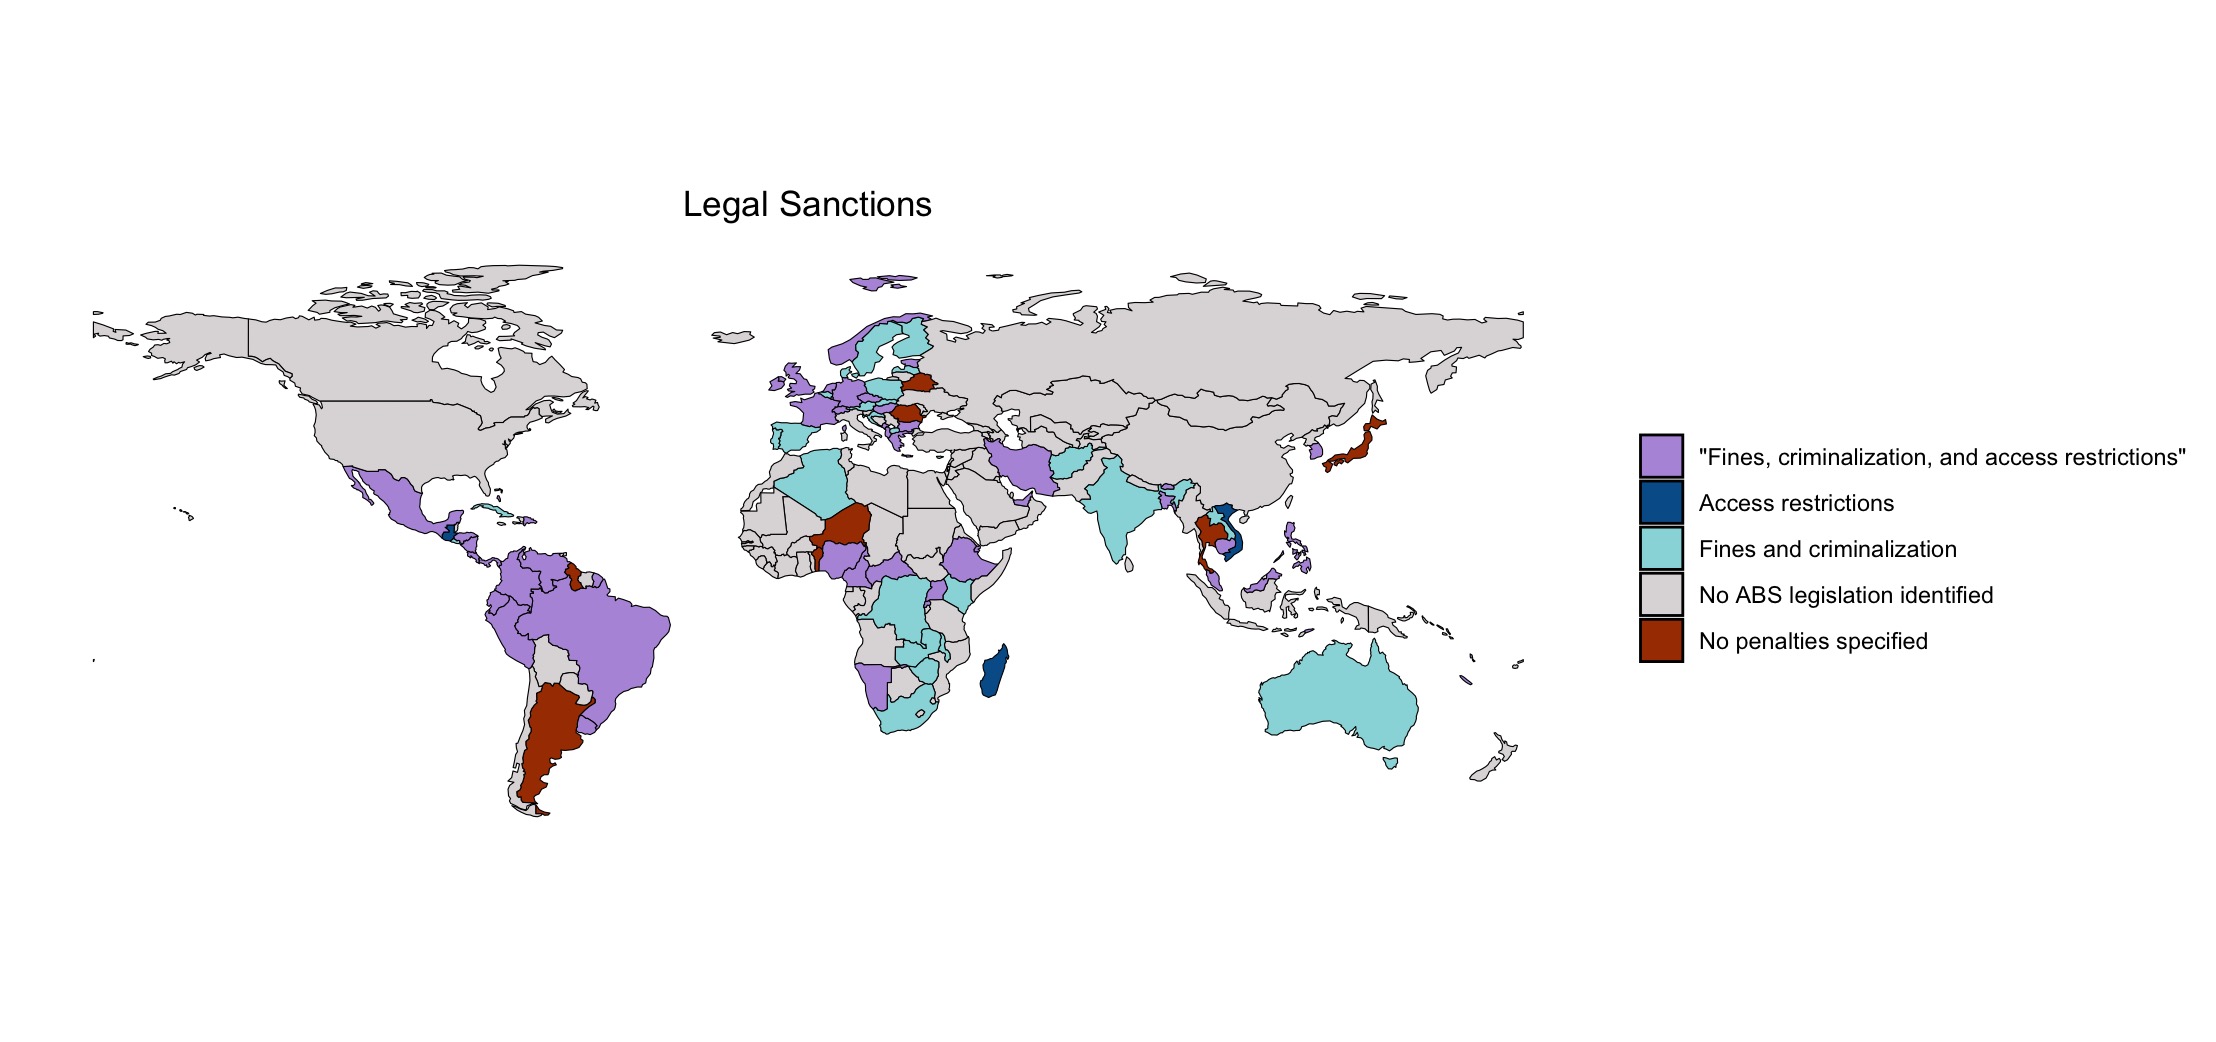 Legal Sanctions
"Fines, criminalization, and access restrictions"
Access restrictions
Fines and criminalization
No ABS legislation identified
No penalties specified